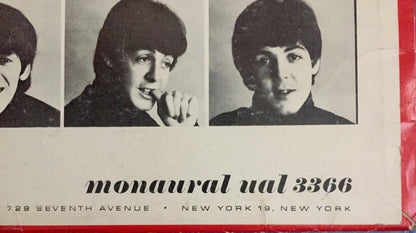 monaural ual 3366
729 SEVENTH AVENUE • NEW YORK 19, NEW YORK